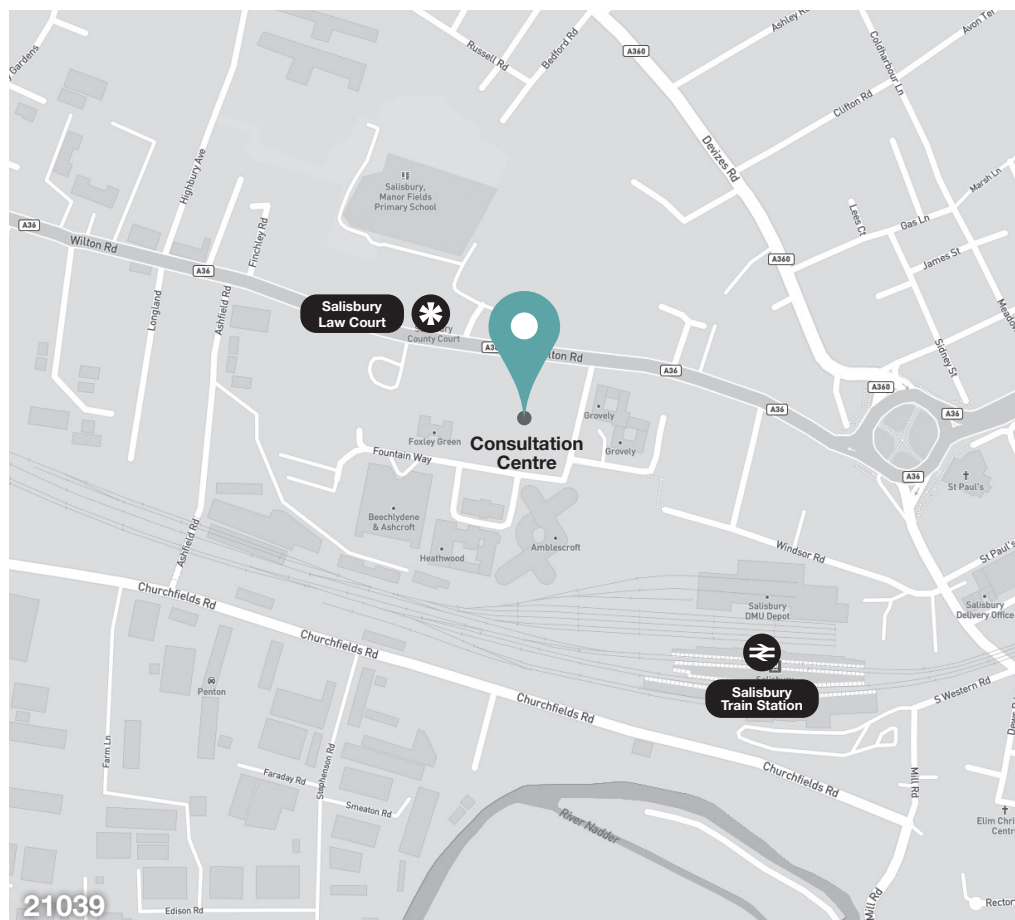 Russell Rd
Bedford Rd
A360
Ashley Rd
Coldharbour Ln
Avon Ter
Gardens
Clifton Rd
Highbury Ave
Devizes Rd
Salisbury,
Manor Fields
Primary School
Marsh Ln
Lees Ct
Gas Ln
A36
Wilton Rd
Finchley Rd
A36
A360
James St
Longland
Ashfield Rd
Salisbury
Law Court
County Court
Sidney St
A36
A360
A36
A36
Grovely
Foxley Green
Consultation
Centre
Grovely
Fountain Way
A36
St Paul's
Beechlydene
& Ashcroft
Heathwood
Amblescroft
Ashfield Rd
Windsor Rd
St Paul's
Churchfields Rd
Salisbury
DMU Depot
Salisbury
Delivery Office
Churchfields Rd
Penton
Salisbury
Train Station
S Western Rd
Churchfields Rd
Farm Ln
Stephenson Rd
Faraday Rd
Smeaton Rd
Churchfields Rd
Mill Rd
River Nadder
Elim Chri
Centr
Mill Rd
21039
Edison Rd
Rector